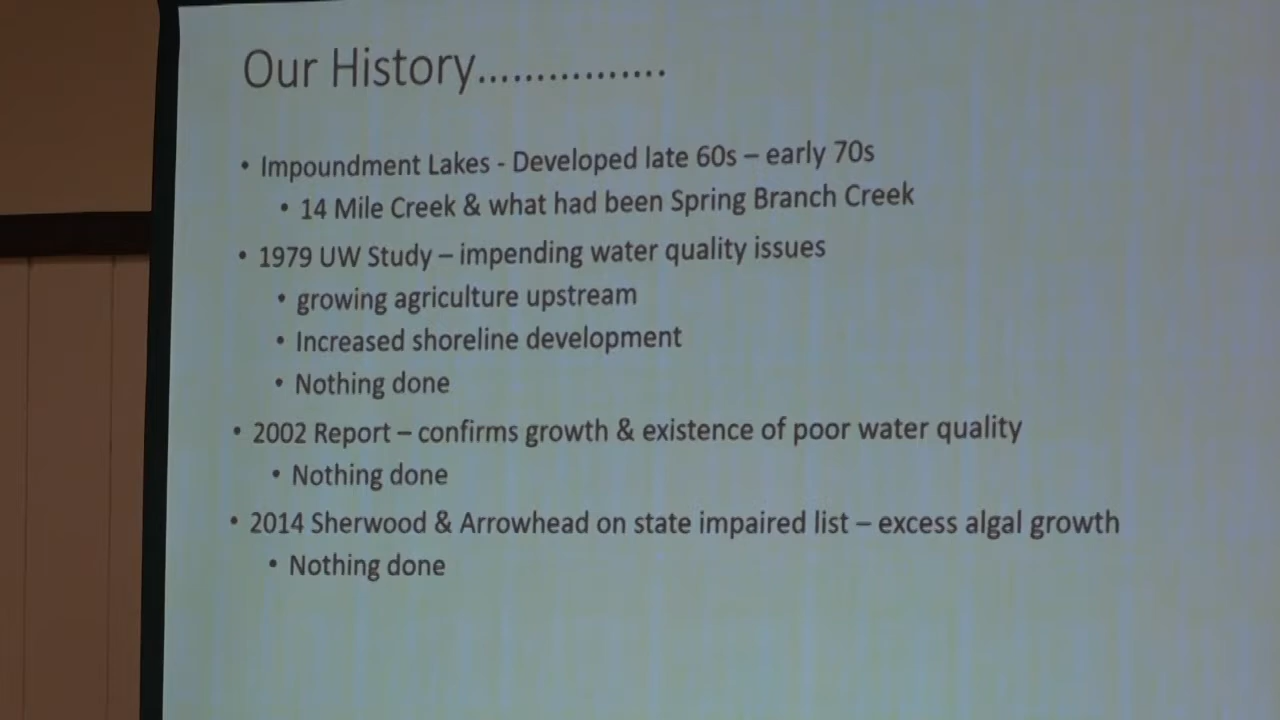 Our History................
• Impoundment Lakes - Developed late 60s – early 70s
• 14 Mile Creek & what had been Spring Branch Creek
• 1979 UW Study – impending water quality issues
• growing agriculture upstream
• Increased shoreline development
• Nothing done
• 2002 Report – confirms growth & existence of poor water quality
• Nothing done
• 2014 Sherwood & Arrowhead on state impaired list – excess algal growth
• Nothing done